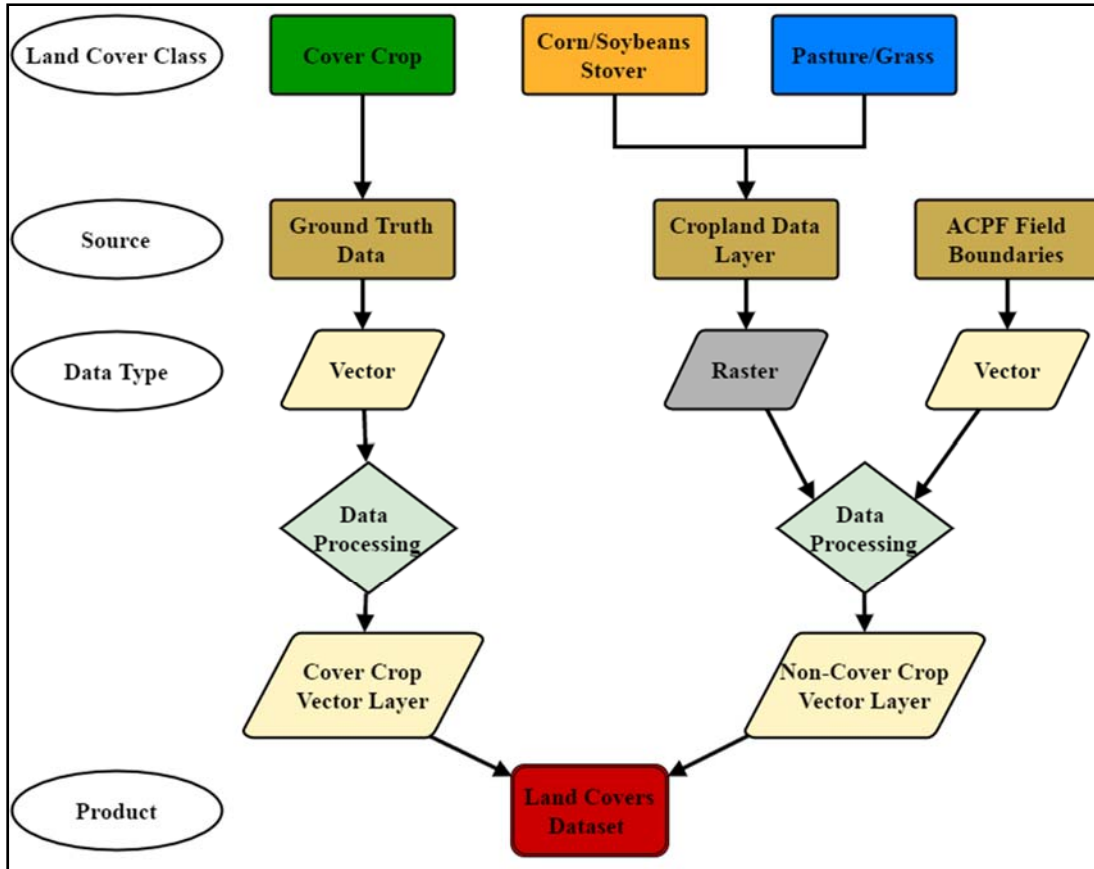 Land Cover Class
Cover Crop
Corn/Soybeans
Stover
Pasture/Grass
Source
Ground Truth
Data
Cropland Data
Layer
ACPF Field
Boundaries
Data Type
Vector
Raster
Vector
Data
Processing
Data
Processing
Cover Crop
Vector Layer
Non-Cover Crop
Vector Layer
Product
Land Covers
Dataset